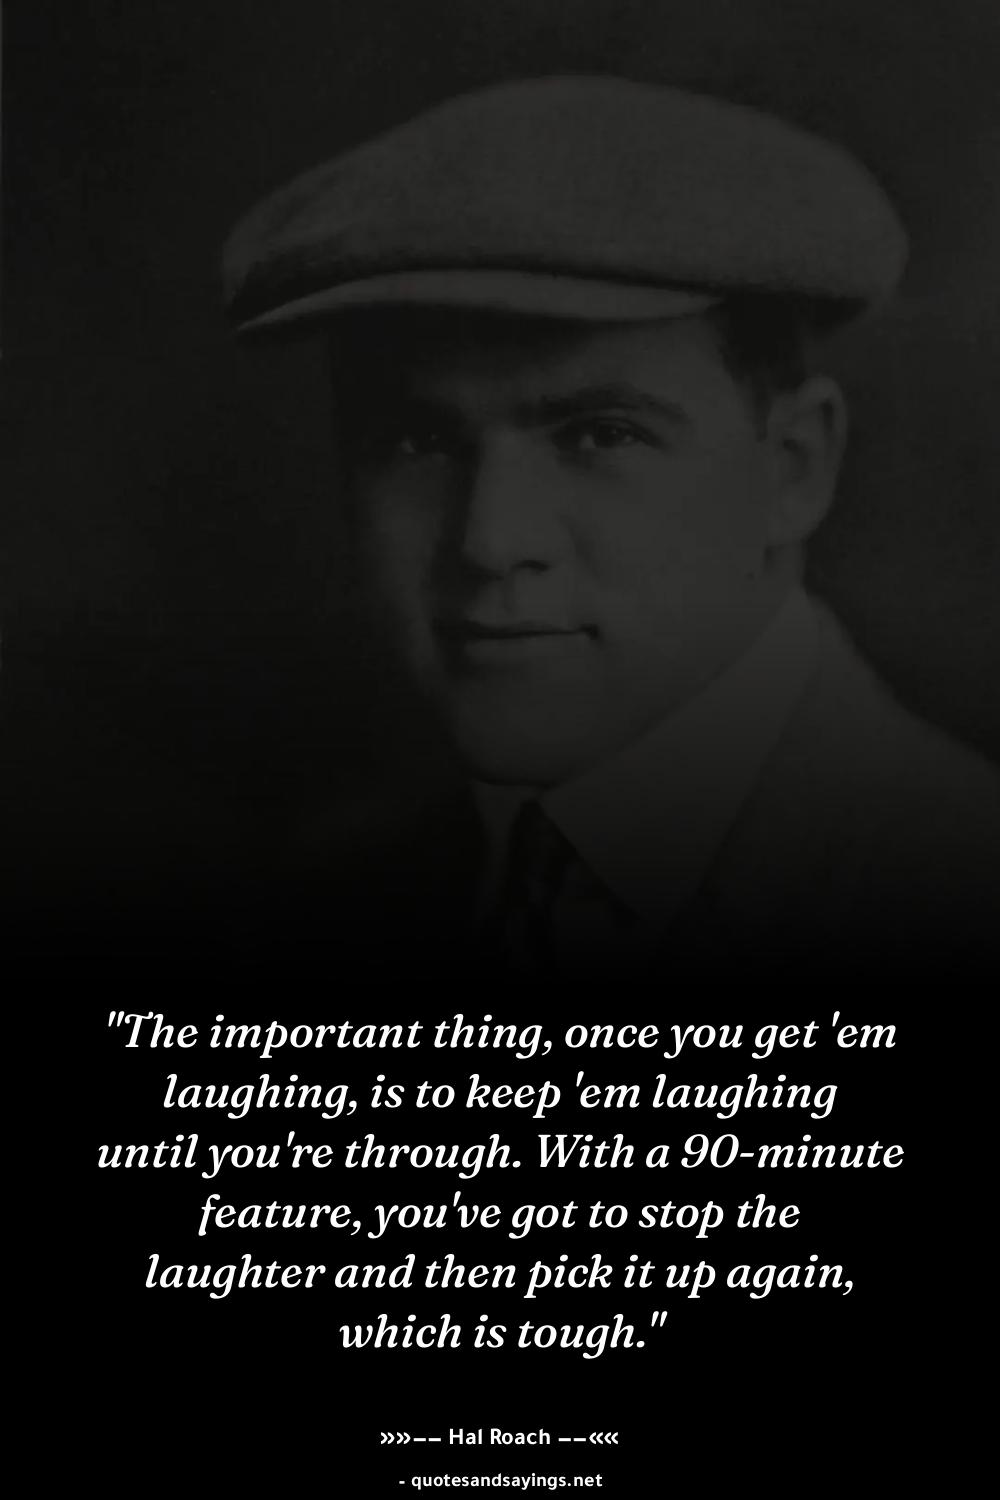 "The important thing, once you get 'em
laughing, is to keep 'em laughing
until you're through. With a 90-minute
feature, you've got to stop the
laughter and then pick it up again,
which is tough."
»»−− Hal Roach −−««
- quotesandsayings.net